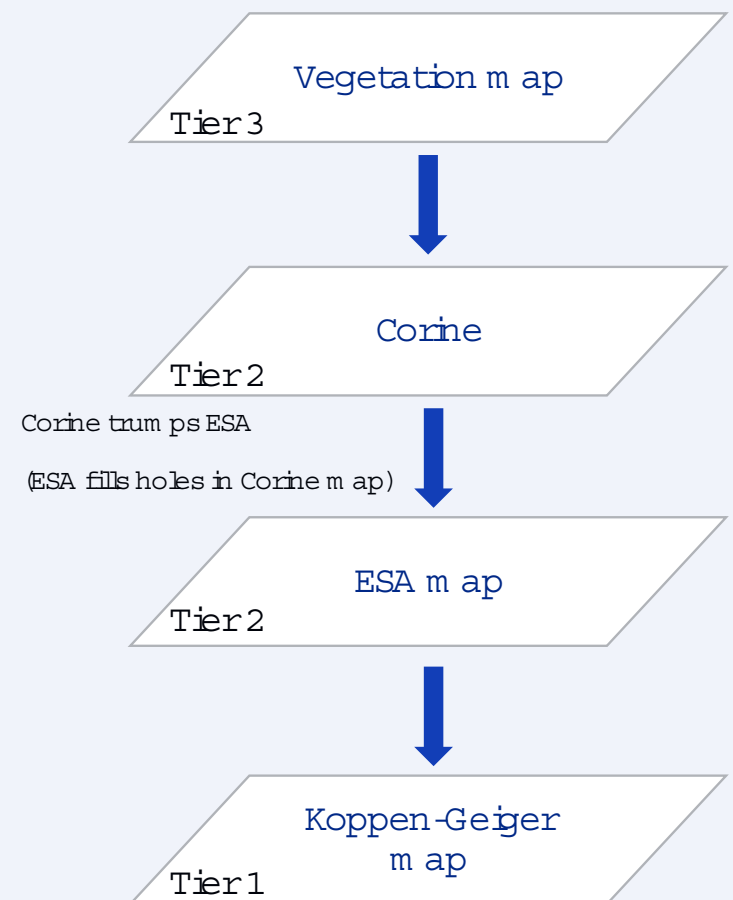 Vegetation map
Tier 3
Corine
Tier 2
Corine trumps ESA
(ESA fills holes in Corine map)
ESA map
Tier 2
Koppen-Geiger
map
Tier 1